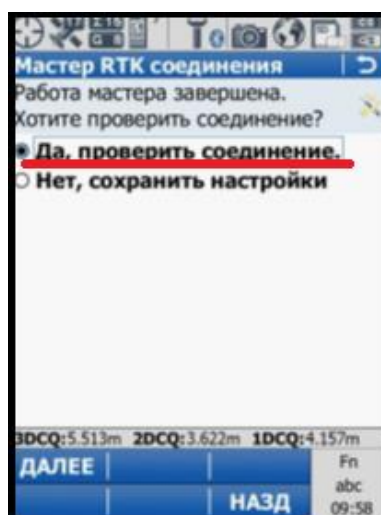 Мастер RTK соединения
Работа мастера завершена.
Хотите проверить соединение?
Да, проверить соединение.
Нет, сохранить настройки
3DCQ:5.513m 2DCQ:3.622m 1DCQ:4.157m
ДАЛЕЕ
Fn
abc
НАЗД
09:58